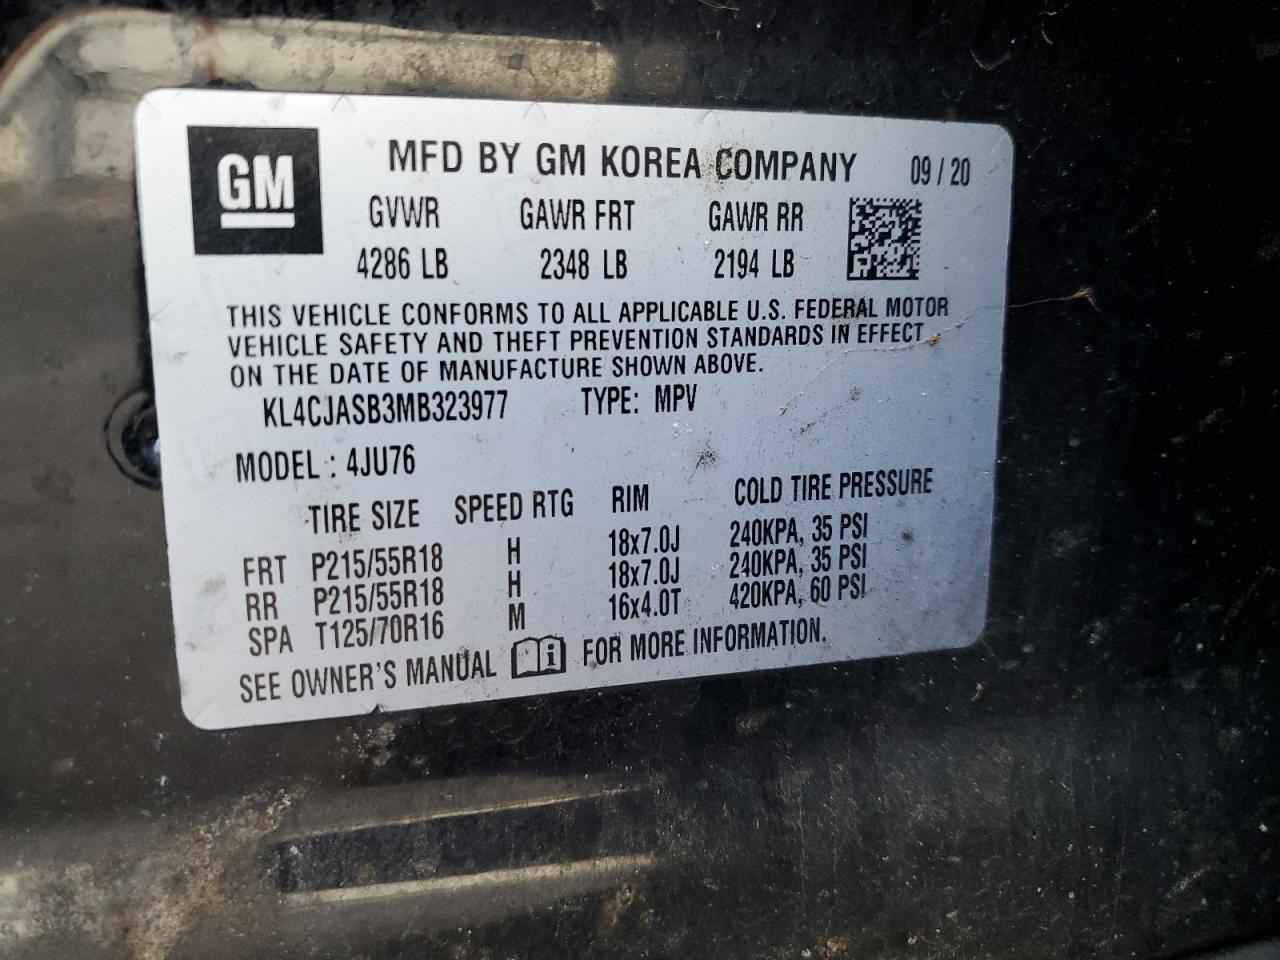 GM
MFD BY GM KOREA COMPANY 09 / 20
GVWR GAWR FRT GAWR RR
4286 LB 2348 LB 2194 LB
THIS VEHICLE CONFORMS TO ALL APPLICABLE U.S. FEDERAL MOTOR
VEHICLE SAFETY AND THEFT PREVENTION STANDARDS IN EFFECT
ON THE DATE OF MANUFACTURE SHOWN ABOVE.
KL4CJASB3MB323977 TYPE: MPV
MODEL : 4JU76
TIRE SIZE SPEED RTG RIM COLD TIRE PRESSURE
FRT P215/55R18 H 18x7.0J 240KPA, 35 PSI
RR P215/55R18 H 18x7.0J 240KPA, 35 PSI
SPA T125/70R16 M 16x4.0T 420KPA, 60 PSI
SEE OWNER'S MANUAL i FOR MORE INFORMATION.